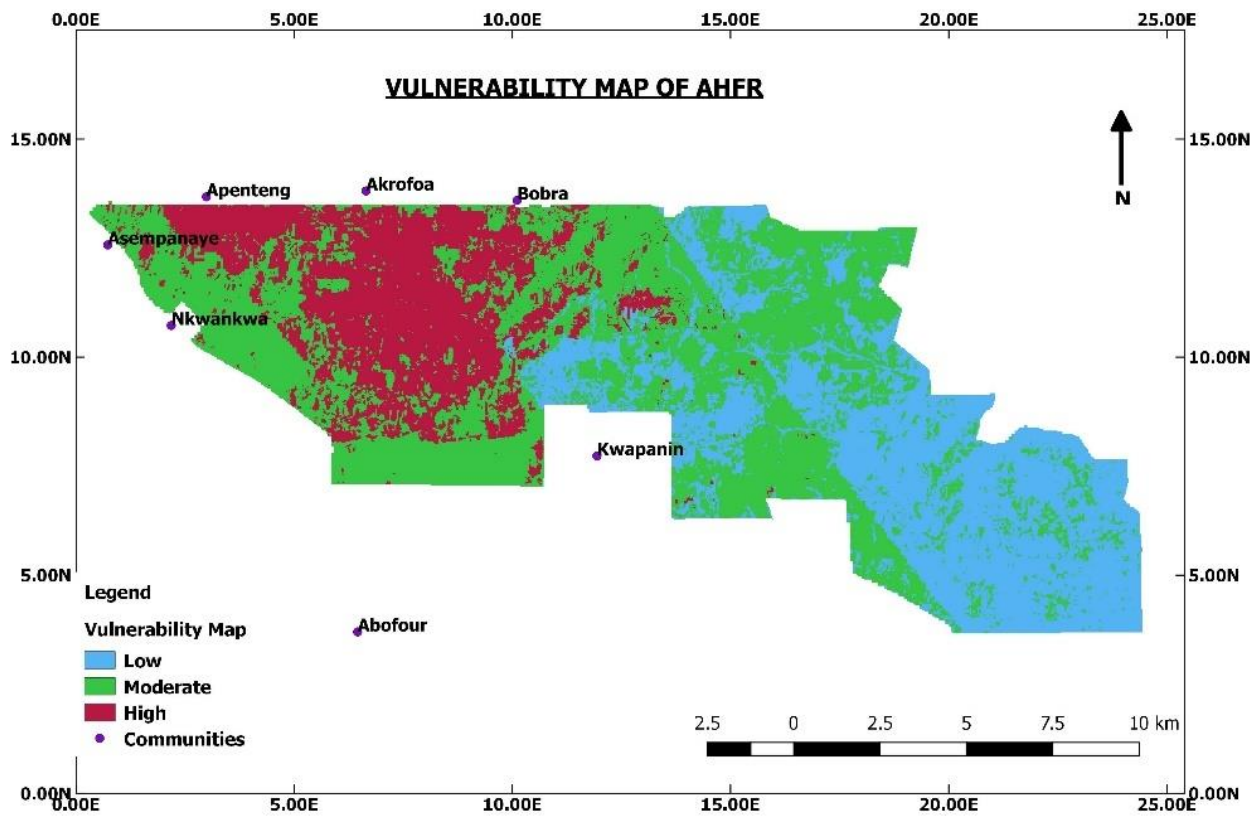 0.00E 5.00E 10.00E 15.00E 20.00E 25.00E
VULNERABILITY MAP OF AHFR
15.00N 15.00N
N
Apenteng Akrofoa Bobra
Asempanaye
Nkwankwa
10.00N 10.00N
Kwapanin
5.00N 5.00N
Legend
Abofour
Vulnerability Map
Low
Moderate
High
Communities
2.5 0 2.5 5 7.5 10 km
0.00N 0.00N
0.00E 5.00E 10.00E 15.00E 20.00E 25.00E